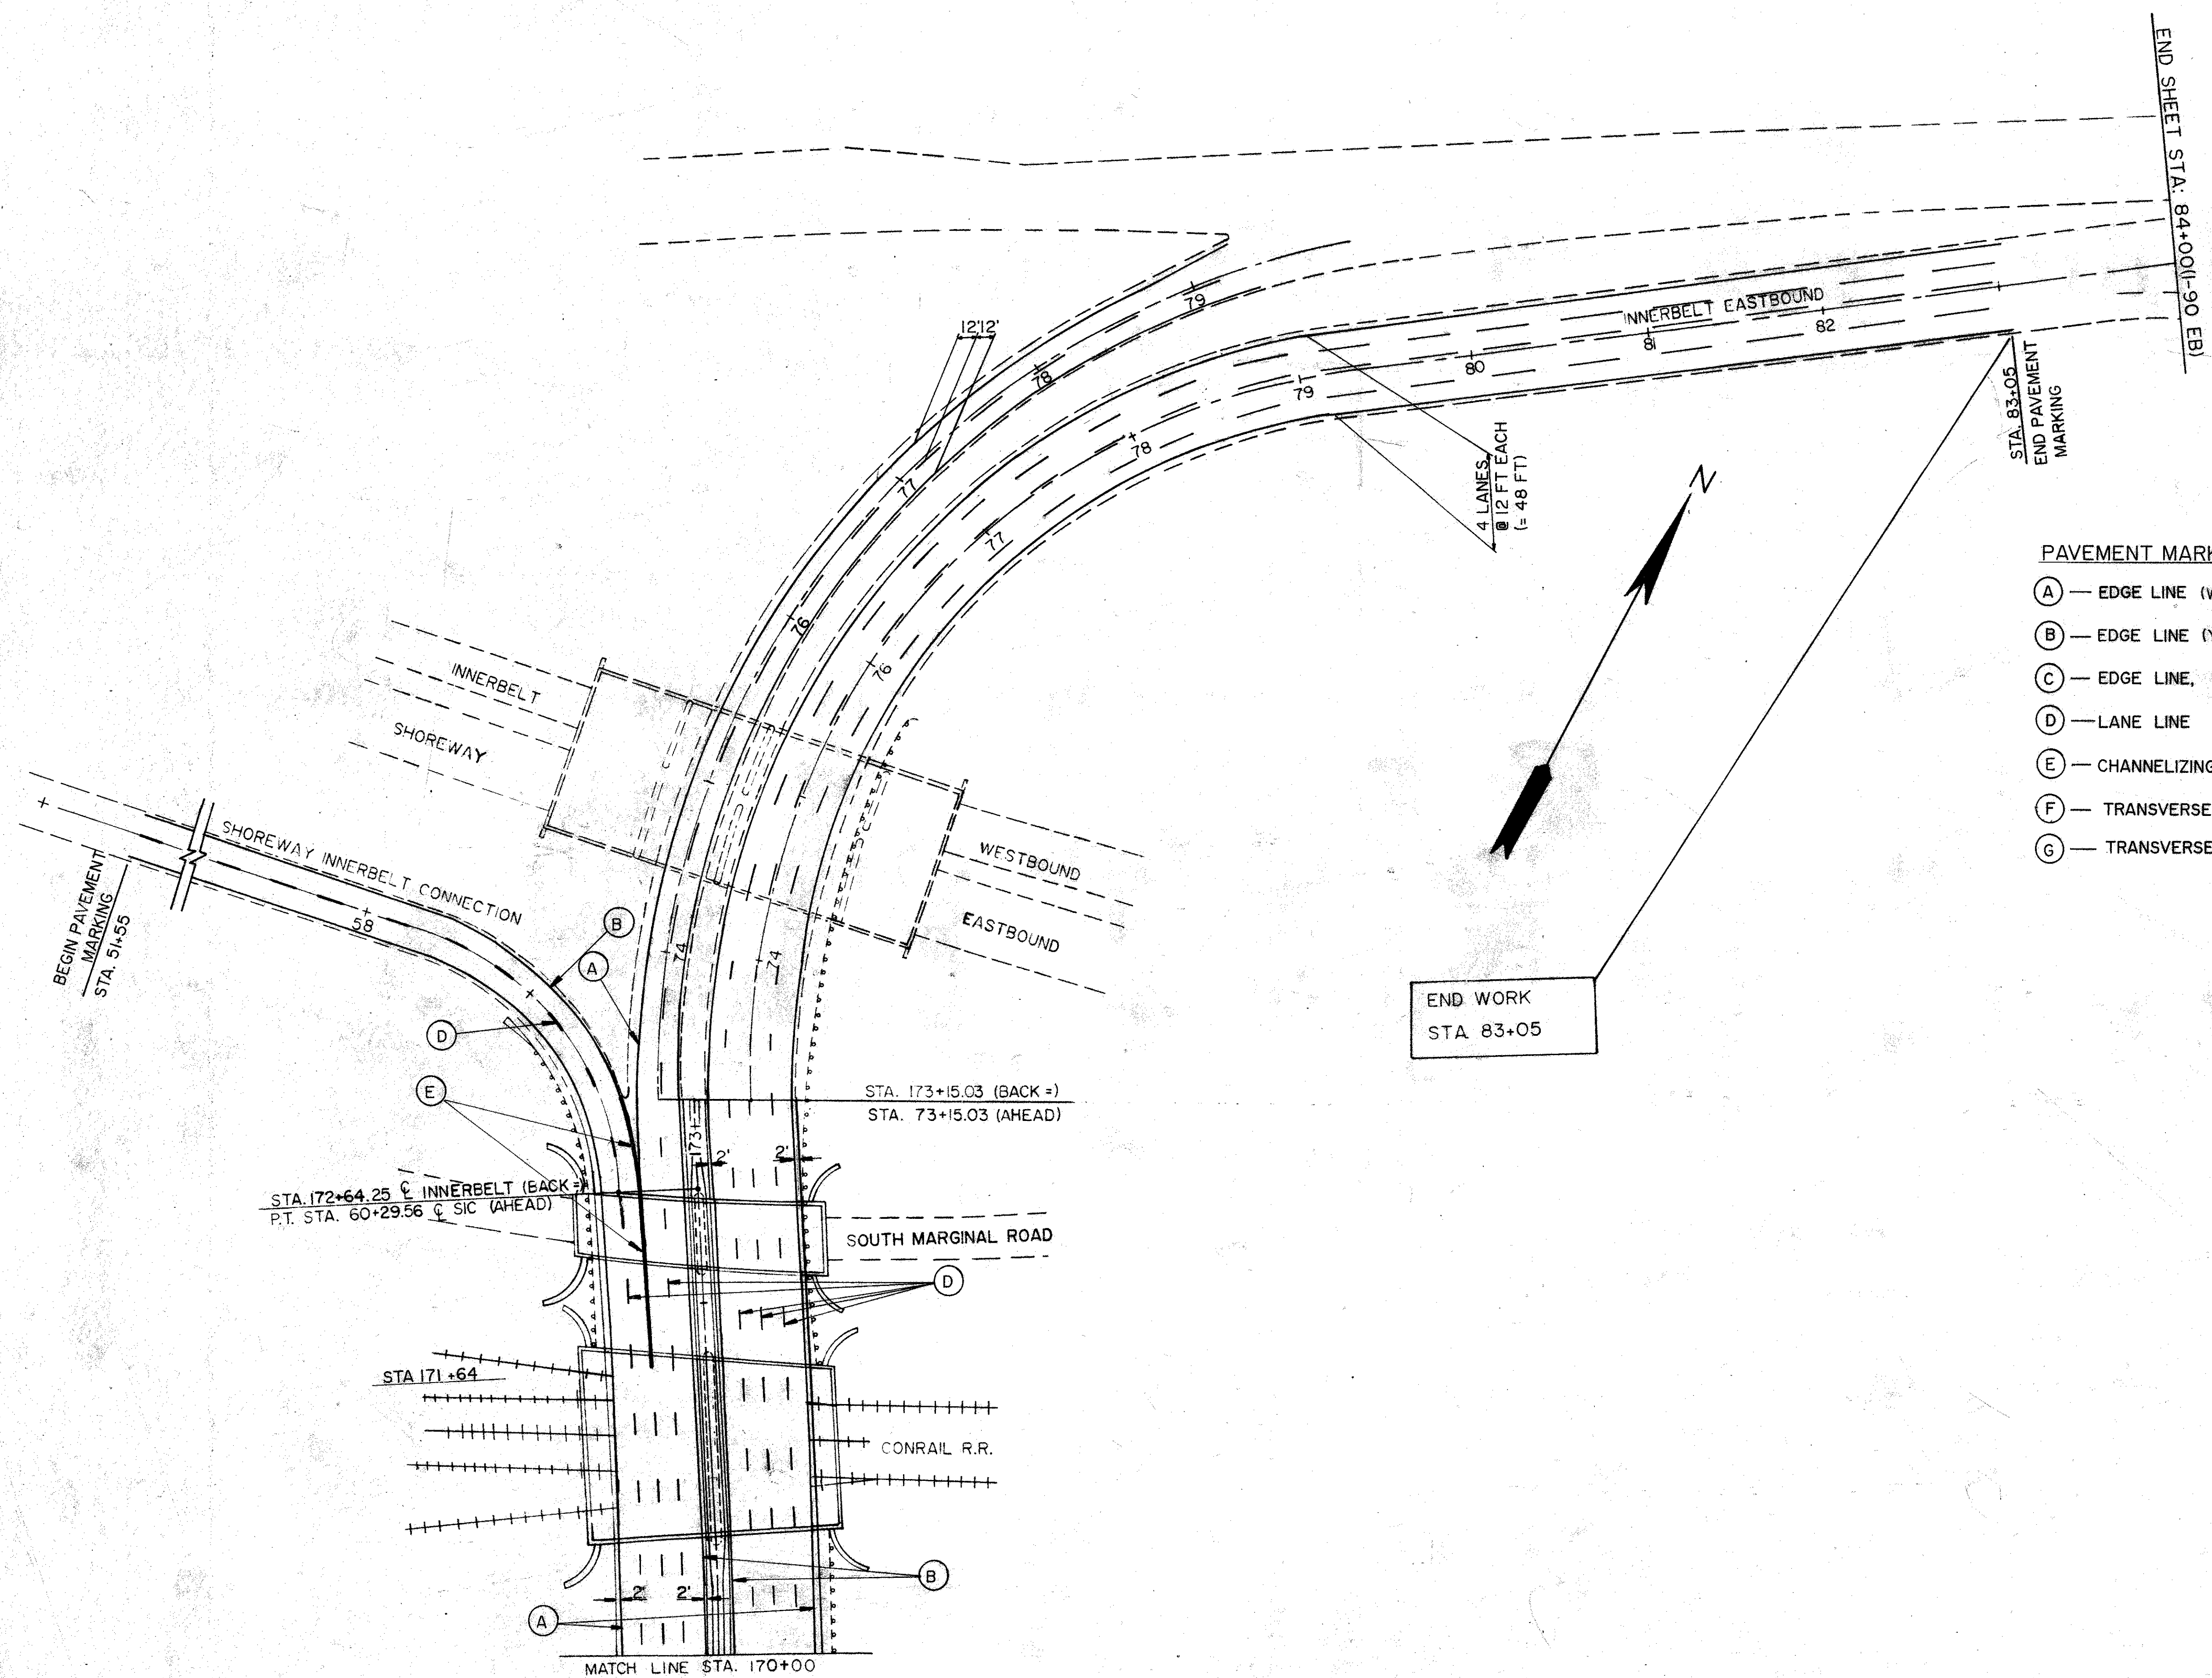 END SHEET STA: 84+00(I-90 EB)
12' 12'
79
78
77
76
74
INNERBELT EASTBOUND
82
81
80
79
78
77
76
74
STA. 83+05
END PAVEMENT
MARKING
4 LANES
@ 12 FT EACH
(= 48 FT)
N
A — EDGE LINE
B — EDGE LINE
C — EDGE LINE,
D — LANE LINE
E — CHANNELIZING
F — TRANSVERSE
G — TRANSVERSE
PAVEMENT
INNERBELT
SHOREWAY
WESTBOUND
EASTBOUND
SHOREWAY INNERBELT CONNECTION
58
BEGIN PAVEMENT
MARKING
STA. 51+55
B
A
D
E
END WORK
STA 83+05
STA. 173+15.03 (BACK =)
STA. 73+15.03 (AHEAD)
173+
2' 2'
STA. 172+64.25 ℄ INNERBELT (BACK =)
P.T. STA. 60+29.56 ℄ SIC (AHEAD)
SOUTH MARGINAL ROAD
D
STA 171+64
CONRAIL R.R.
B
2' 2'
A
MATCH LINE STA. 170+00